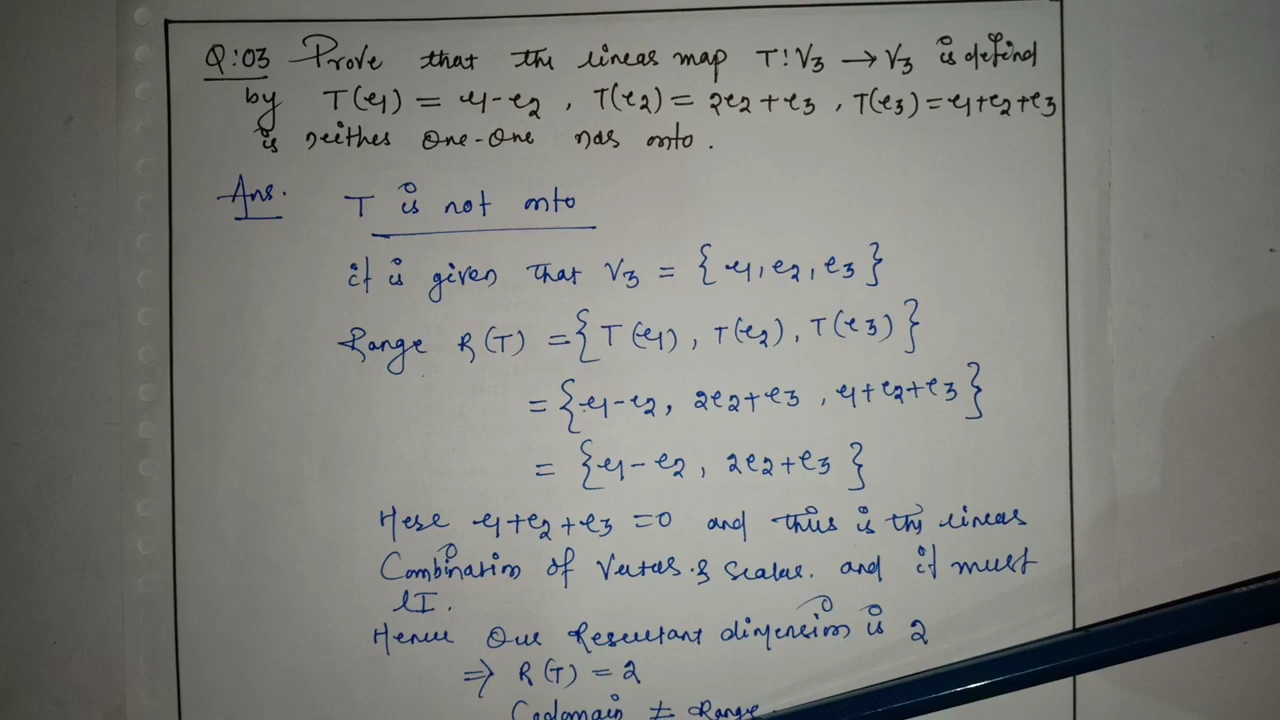 Q:03 Prove that the linear map T:V3 → V3 is defind
by T(e1) = e1-e2 , T(e2) = 2e2+e3 , T(e3) = e1+e2+e3
is neither One-One nor onto .
Ans. T is not onto
it is given that V3 = {e1, e2, e3}
Range R(T) = {T(e1), T(e2), T(e3)}
= {e1-e2, 2e2+e3, e1+e2+e3}
= {e1-e2, 2e2+e3}
Here e1+e2+e3 =0 and this is the linear
Combination of Vector & Scalar. and it must
LI.
Hence Our Resultant dimension is 2
⇒ R(T) = 2
Codomain ≠ Range